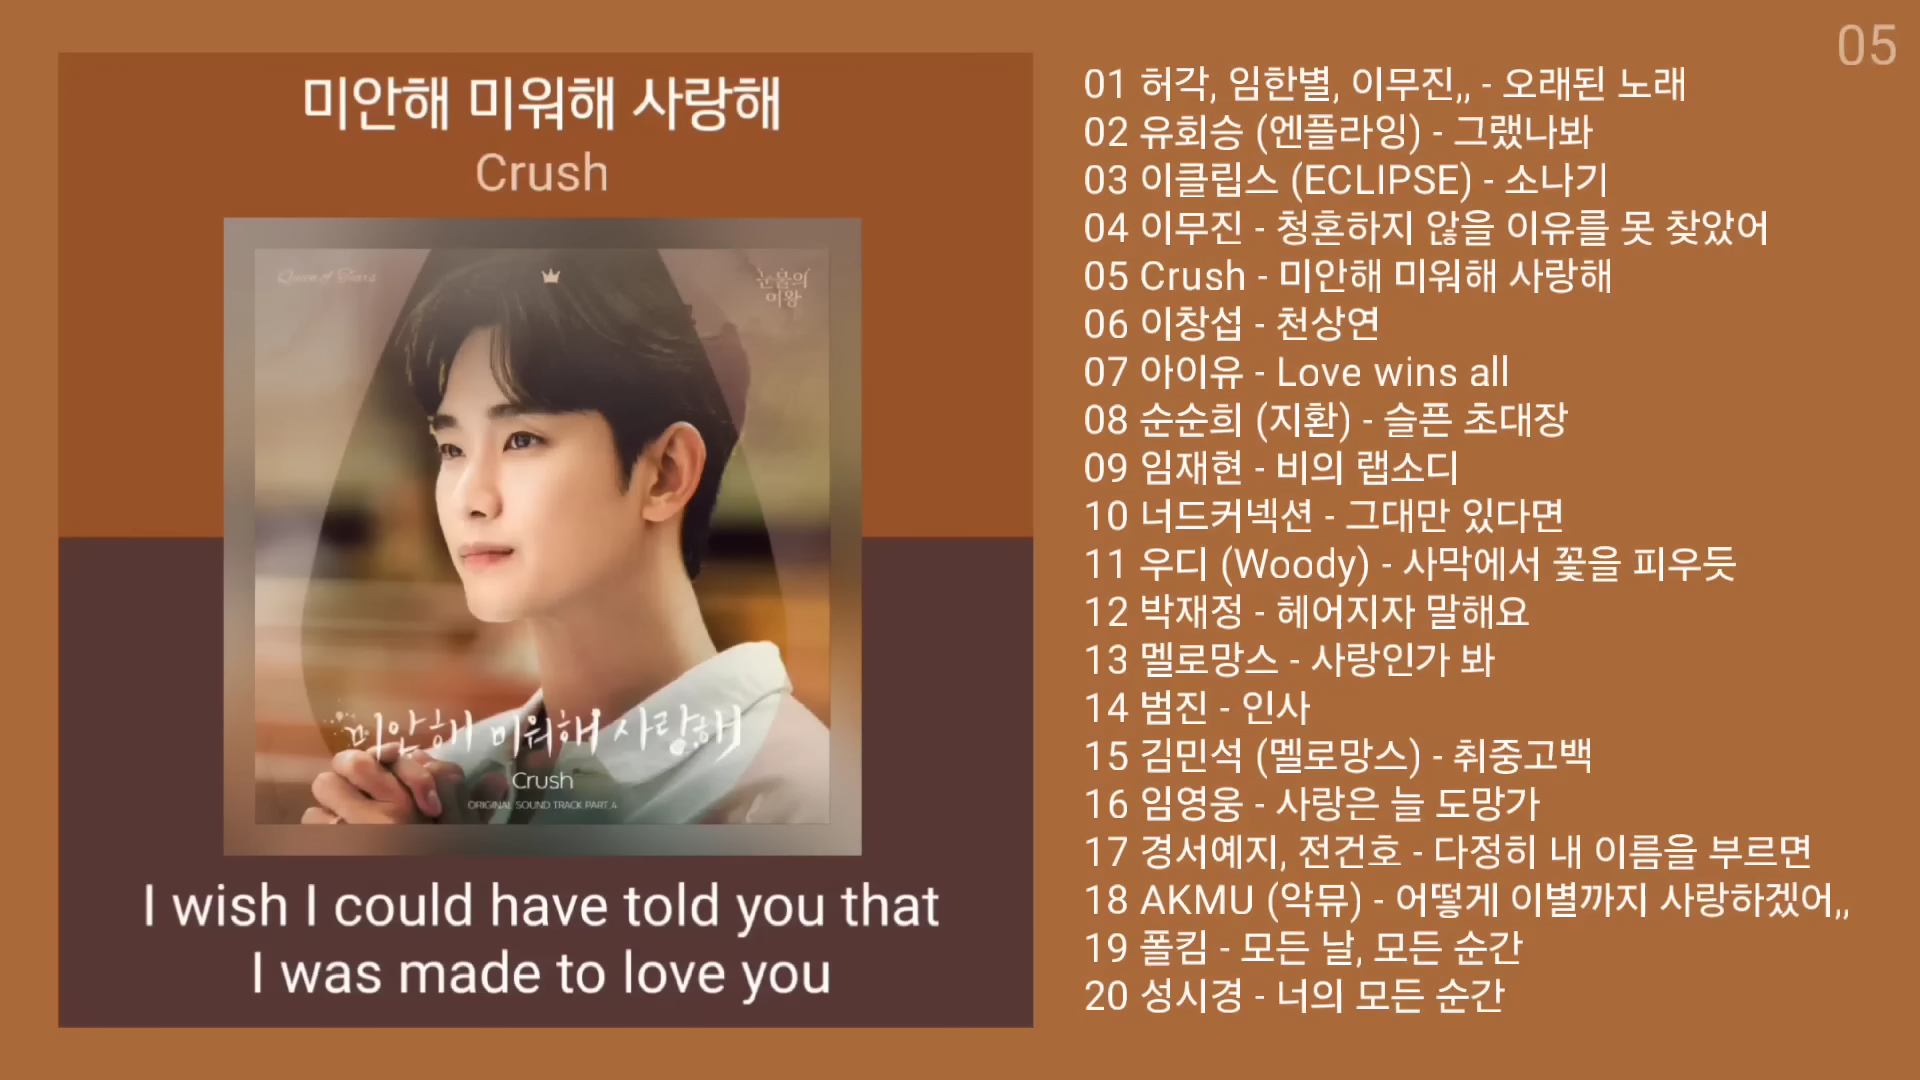 05
미안해 미워해 사랑해
Crush
Queen of Tears
눈물의
여왕
미안해 미워해 사랑해
Crush
ORIGINAL SOUND TRACK PART.4
I wish I could have told you that
I was made to love you
01 허각, 임한별, 이무진,, - 오래된 노래
02 유회승 (엔플라잉) - 그랬나봐
03 이클립스 (ECLIPSE) - 소나기
04 이무진 - 청혼하지 않을 이유를 못 찾았어
05 Crush - 미안해 미워해 사랑해
06 이창섭 - 천상연
07 아이유 - Love wins all
08 순순희 (지환) - 슬픈 초대장
09 임재현 - 비의 랩소디
10 너드커넥션 - 그대만 있다면
11 우디 (Woody) - 사막에서 꽃을 피우듯
12 박재정 - 헤어지자 말해요
13 멜로망스 - 사랑인가 봐
14 범진 - 인사
15 김민석 (멜로망스) - 취중고백
16 임영웅 - 사랑은 늘 도망가
17 경서예지, 전건호 - 다정히 내 이름을 부르면
18 AKMU (악뮤) - 어떻게 이별까지 사랑하겠어,,
19 폴킴 - 모든 날, 모든 순간
20 성시경 - 너의 모든 순간